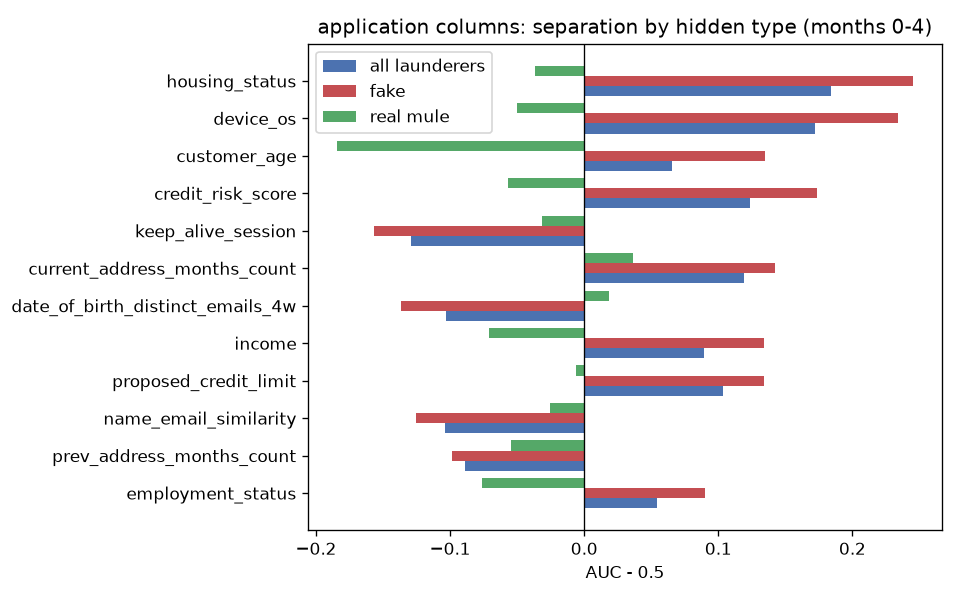 application columns: separation by hidden type (months 0-4)
all launderers
fake
real mule
housing_status
device_os
customer_age
credit_risk_score
keep_alive_session
current_address_months_count
date_of_birth_distinct_emails_4w
income
proposed_credit_limit
name_email_similarity
prev_address_months_count
employment_status
−0.2 −0.1 0.0 0.1 0.2
AUC - 0.5